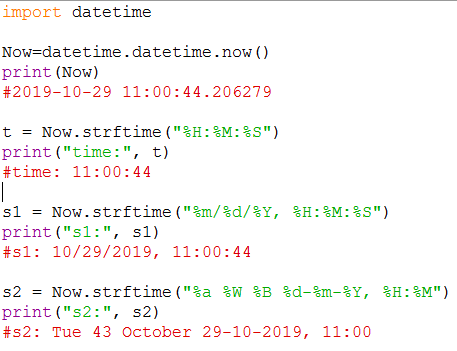 import datetime
Now=datetime.datetime.now()
print(Now)
#2019-10-29 11:00:44.206279
t = Now.strftime("%H:%M:%S")
print("time:", t)
#time: 11:00:44
s1 = Now.strftime("%m/%d/%Y, %H:%M:%S")
print("s1:", s1)
#s1: 10/29/2019, 11:00:44
s2 = Now.strftime("%a %W %B %d-%m-%Y, %H:%M")
print("s2:", s2)
#s2: Tue 43 October 29-10-2019, 11:00